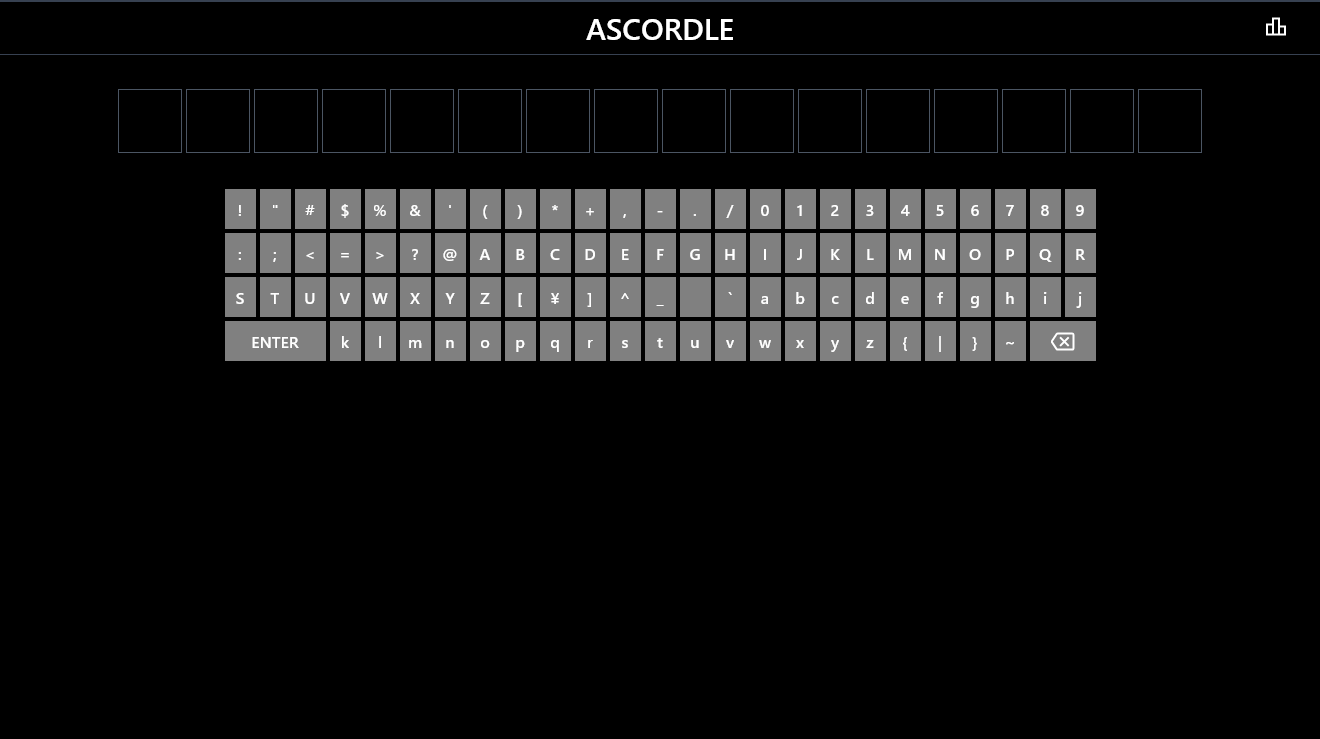 ASCORDLE
! " # $ % & ' ( ) * + , - . / 0 1 2 3 4 5 6 7 8 9
: ; < = > ? @ A B C D E F G H I J K L M N O P Q R
S T U V W X Y Z [ ¥ ] ^ _ ` a b c d e f g h i j
ENTER k l m n o p q r s t u v w x y z { | } ~